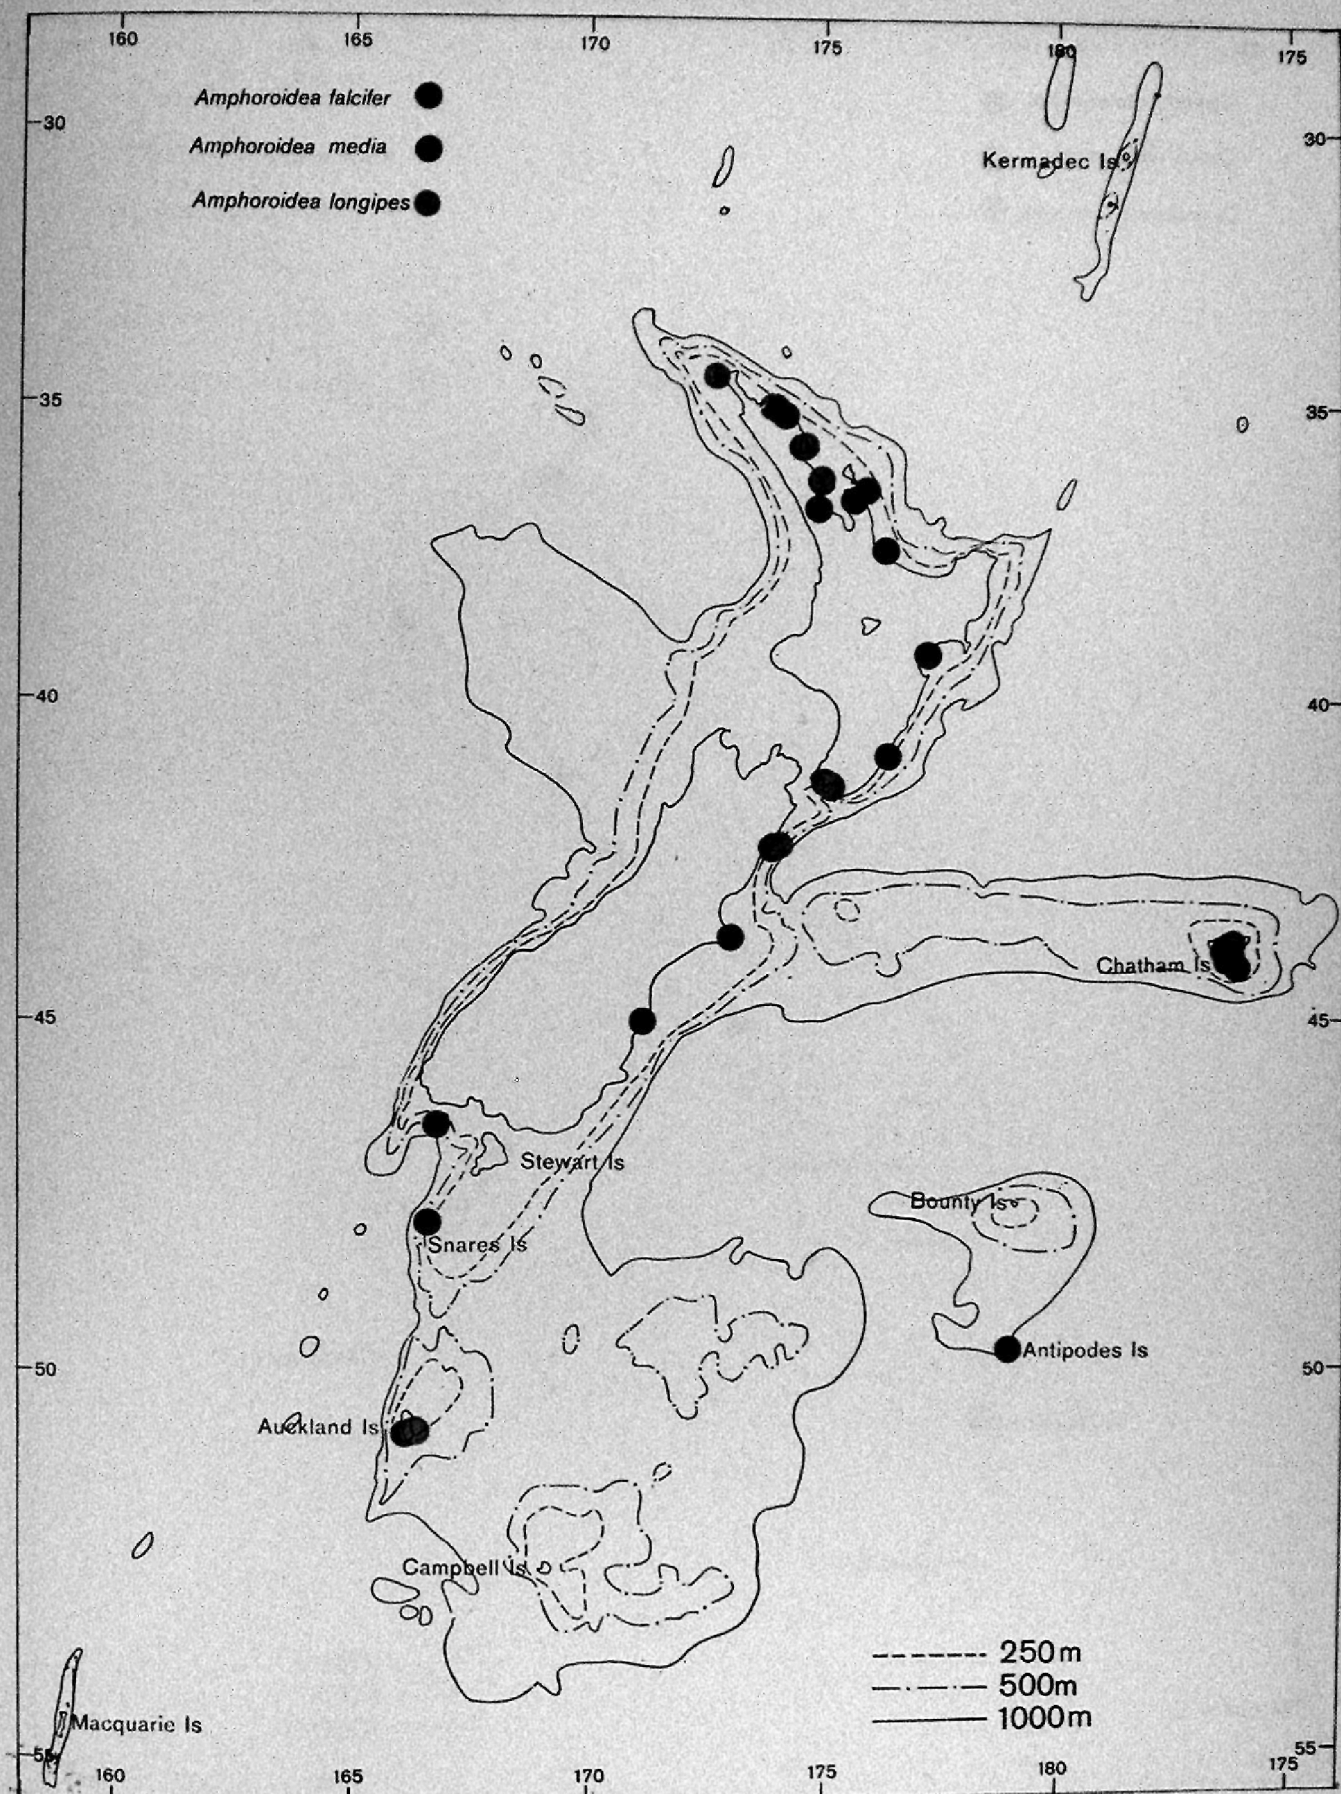 160 165 170 175 180 175
Amphoroidea falcifer
30 30
Amphoroidea media
Kermadec Is
Amphoroidea longipes
35 35
40 40
Chatham Is
45 45
Stewart Is
Bounty Is
Snares Is
Antipodes Is
50 50
Auckland Is
Campbell Is
250m
500m
1000m
Macquarie Is
55 55
160 165 170 175 180 175